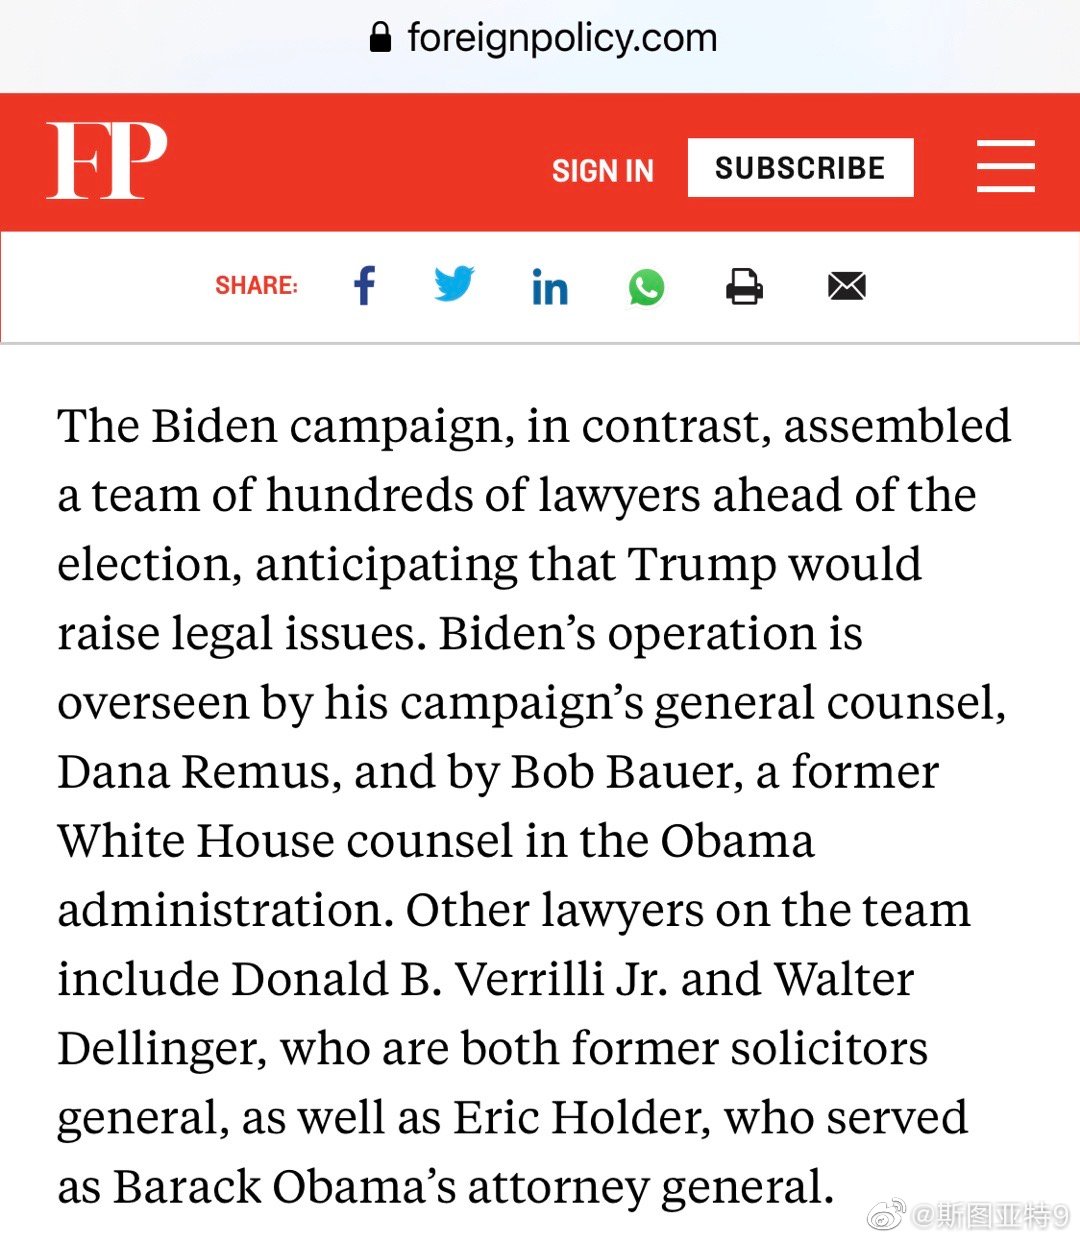 foreignpolicy.com
FP
SIGN IN
SUBSCRIBE
SHARE:
The Biden campaign, in contrast, assembled
a team of hundreds of lawyers ahead of the
election, anticipating that Trump would
raise legal issues. Biden’s operation is
overseen by his campaign’s general counsel,
Dana Remus, and by Bob Bauer, a former
White House counsel in the Obama
administration. Other lawyers on the team
include Donald B. Verrilli Jr. and Walter
Dellinger, who are both former solicitors
general, as well as Eric Holder, who served
as Barack Obama’s attorney general.
@斯图亚特9